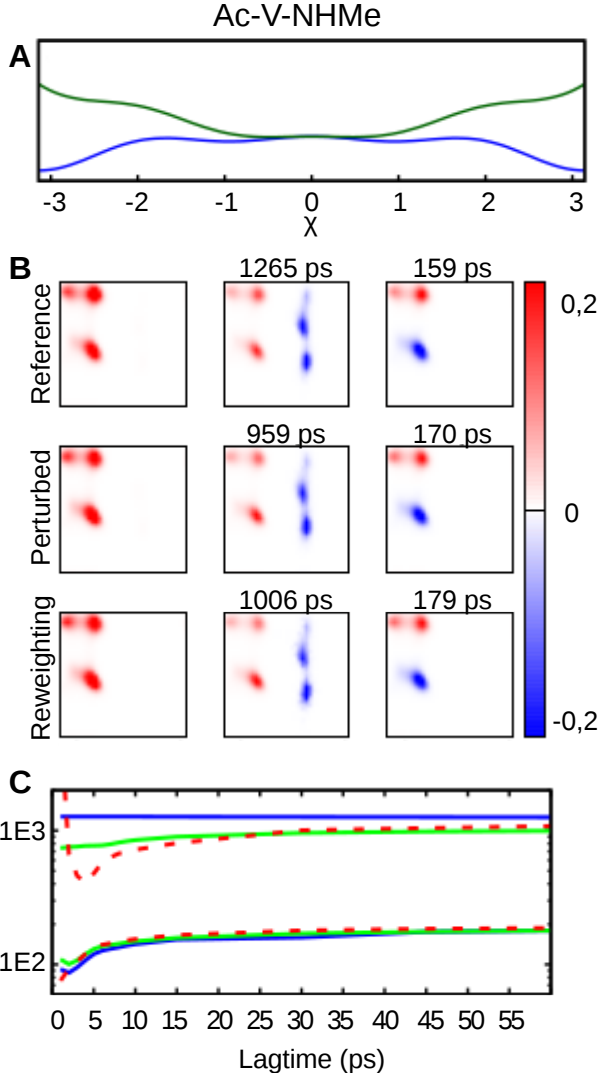 Ac-V-NHMe
A
-3 -2 -1 0 1 2 3
χ
B
1265 ps 159 ps
Reference
0,2
959 ps 170 ps
Perturbed
0
1006 ps 179 ps
Reweighting
-0,2
C
1E3
1E2
0 5 10 15 20 25 30 35 40 45 50 55
Lagtime (ps)